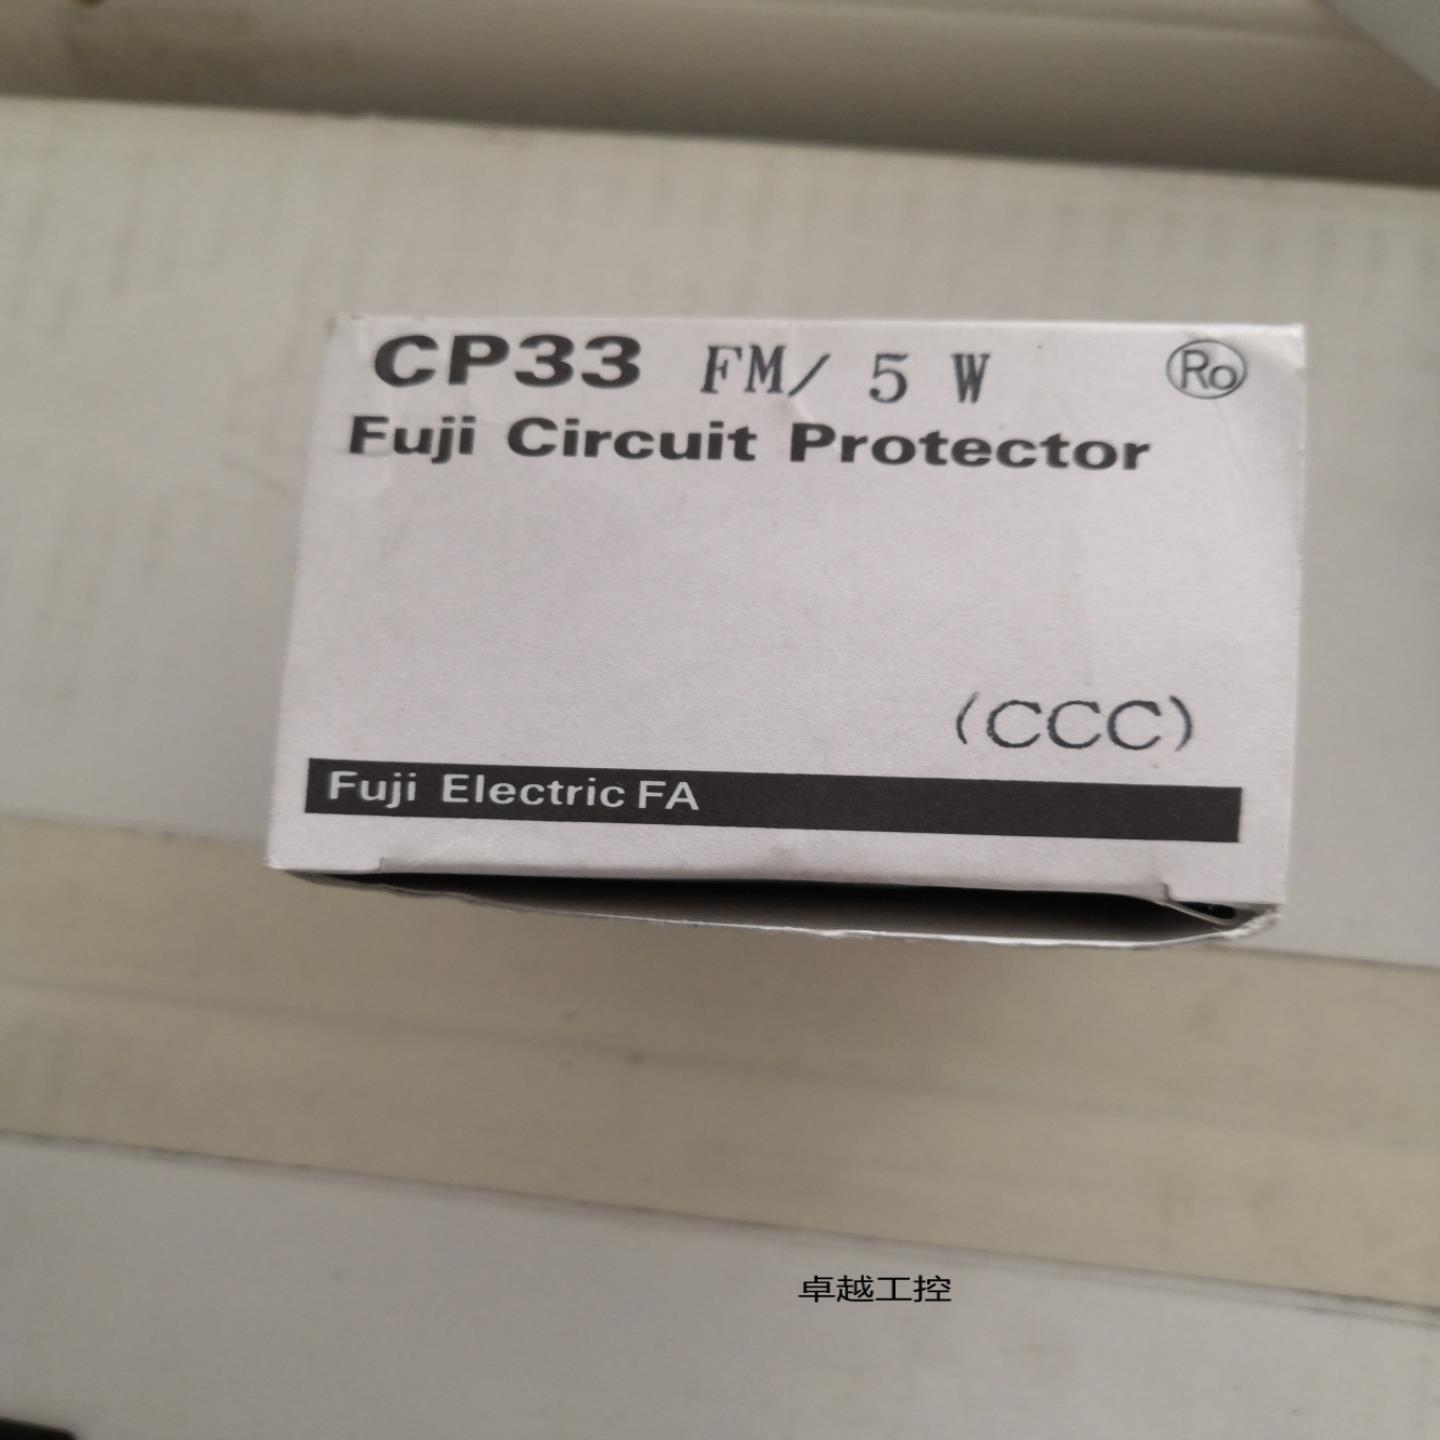 CP33 FM/ 5 W Ro
Fuji Circuit Protector
(CCC)
Fuji Electric FA
卓越工控